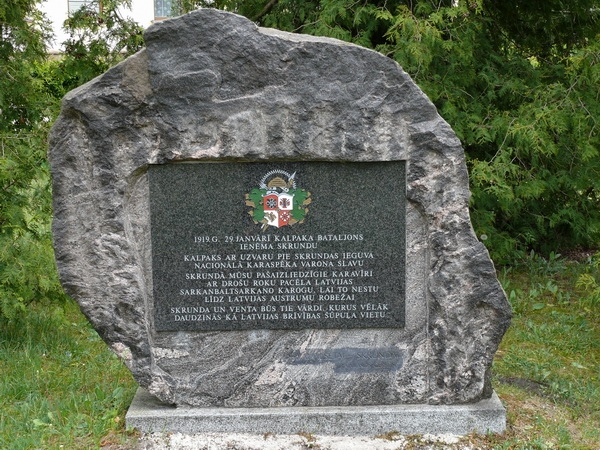 1919.G. 29.JANVĀRĪ KALPAKA BATALJONS
IEŅĒMA SKRUNDU
KALPAKS AR UZVARU PIE SKRUNDAS IEGUVA
NACIONĀLĀ KARASPĒKA VAROŅA SLAVU
SKRUNDĀ MŪSU PAŠAIZLIEDZĪGIE KARAVĪRI
AR DROŠU ROKU PACĒLA LATVIJAS
SARKANBALTSARKANO KAROGU, LAI TO NESTU
LĪDZ LATVIJAS AUSTRUMU ROBEŽAI
SKRUNDA UN VENTA BŪS TIE VĀRDI, KURUS VĒLĀK
DAUDZINĀS KĀ LATVIJAS BRĪVĪBAS ŠŪPUĻA VIETU